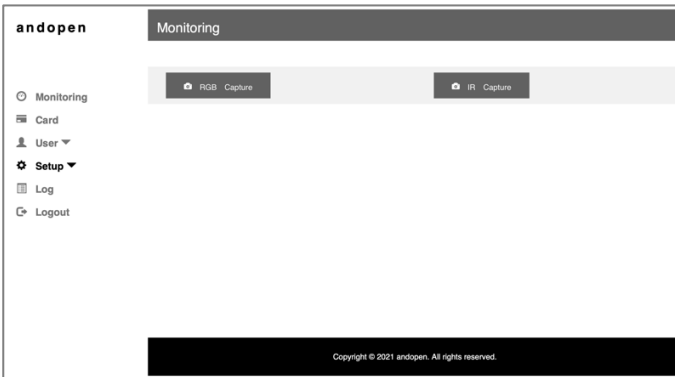 andopen
Monitoring
RGB Capture
IR Capture
Monitoring
Card
User
Setup
Log
Logout
Copyright © 2021 andopen. All rights reserved.